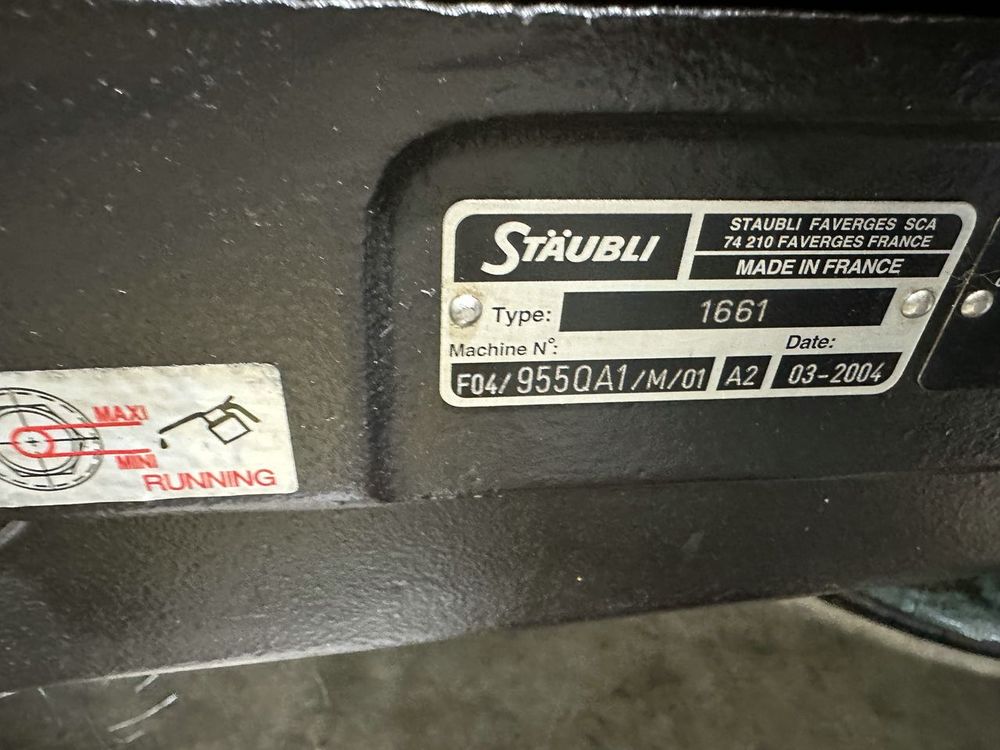 STÄUBLI
STAUBLI FAVERGES SCA
74 210 FAVERGES FRANCE
MADE IN FRANCE
Type: 1661
Machine N°:
Date:
F04/955QA1/M/01 A2 03-2004
MAXI
MINI
RUNNING